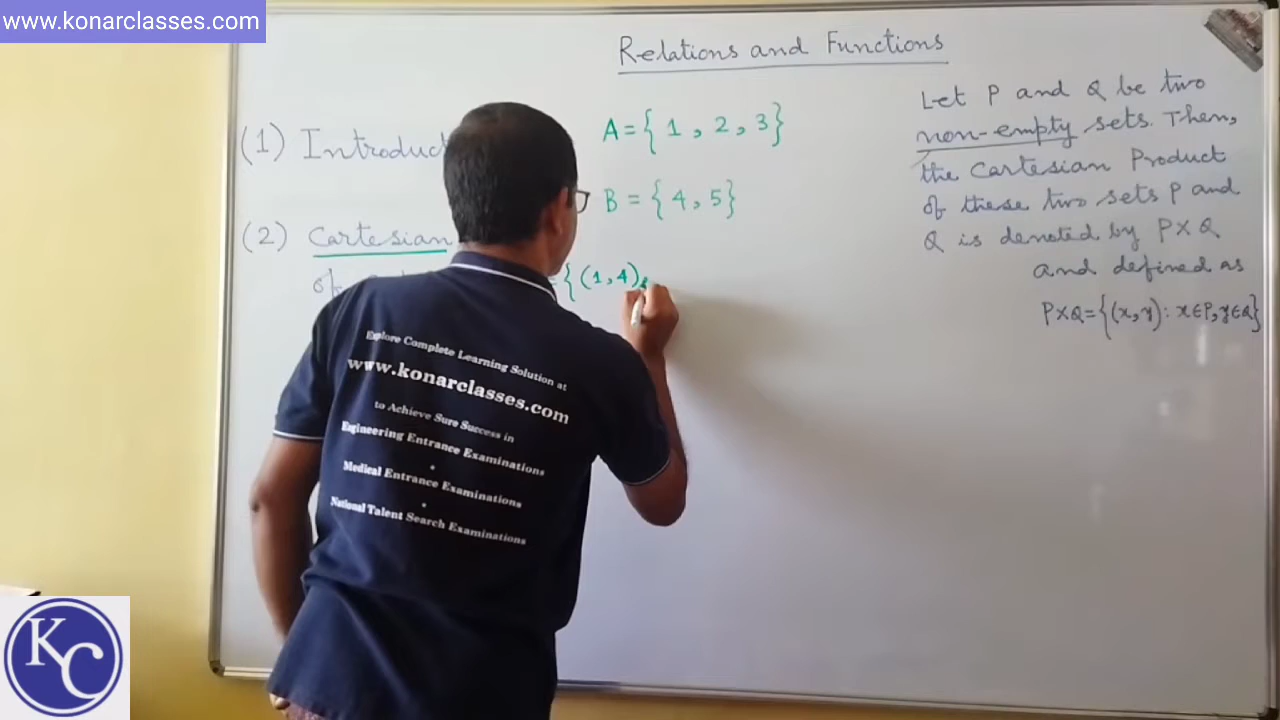 www.konarclasses.com
Relations and Functions
(1) Introduct
(2) Cartesian
of
A = { 1 , 2 , 3 }
B = { 4 , 5 }
= { (1 , 4) ,
Let P and Q be two
non-empty sets. Then,
the Cartesian Product
of these two sets P and
Q is denoted by P×Q
and defined as
P×Q = {(x, y) : x∈P, y∈Q}
Explore Complete Learning Solution at
www.konarclasses.com
to Achieve Sure Success in
Engineering Entrance Examinations
•
Medical Entrance Examinations
•
National Talent Search Examinations
KC